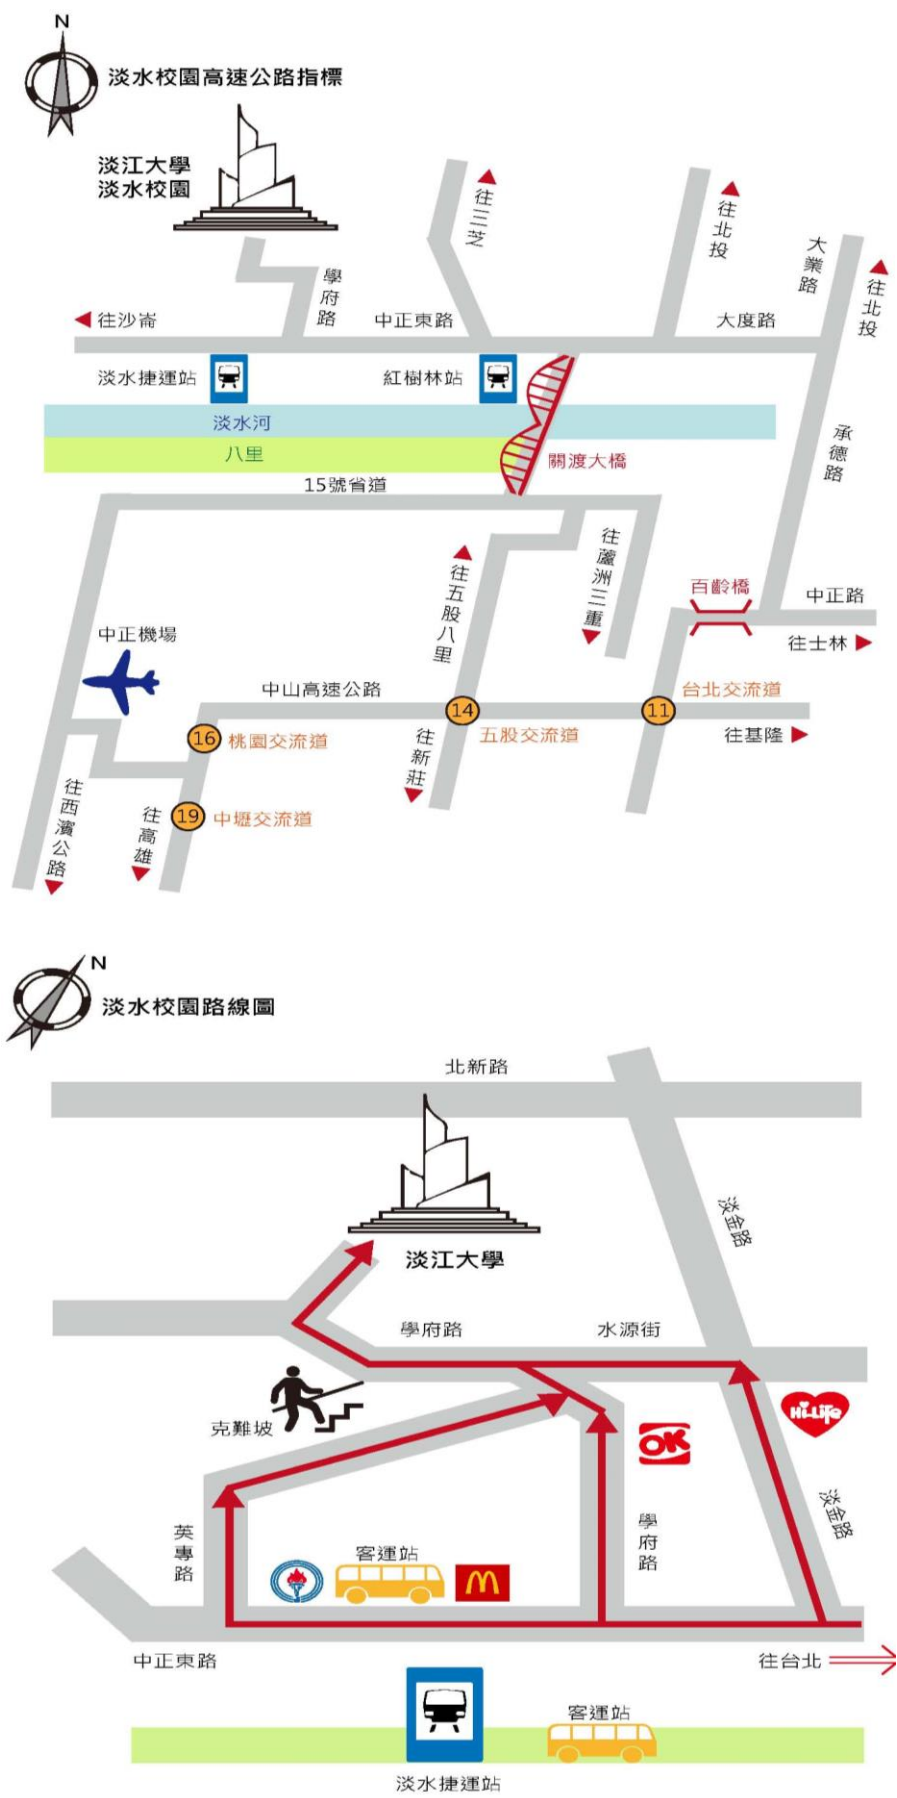 N
淡水校園高速公路指標
淡江大學
淡水校園
往三芝
往北投
大業路
往北投
學府路
往沙崙
中正東路
大度路
淡水捷運站
紅樹林站
淡水河
八里
關渡大橋
承德路
15號省道
往五股八里
往蘆洲三重
百齡橋
中正路
往士林
中正機場
中山高速公路
台北交流道
14
11
16
桃園交流道
五股交流道
往基隆
往新莊
往西濱公路
往高雄
19
中壢交流道
N
淡水校園路線圖
北新路
淡金路
淡江大學
學府路
水源街
克難坡
Hi-Life
OK
淡金路
英專路
客運站
學府路
中正東路
往台北
客運站
淡水捷運站